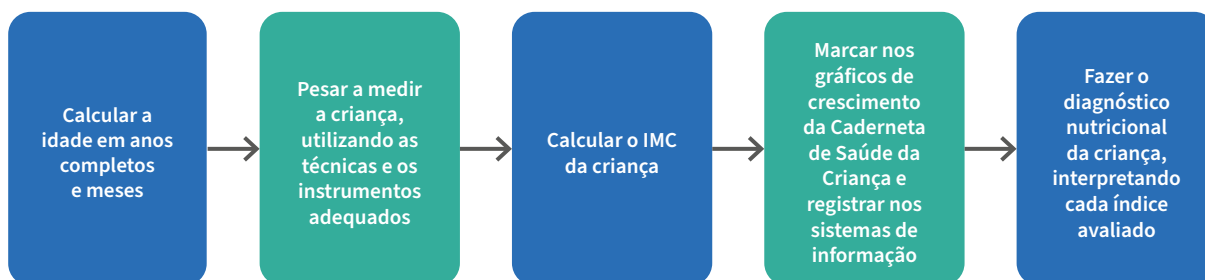 Calcular a
idade em anos
completos
e meses
Pesar a medir
a criança,
utilizando as
técnicas e os
instrumentos
adequados
Calcular o IMC
da criança
Marcar nos
gráficos de
crescimento
da Caderneta
de Saúde da
Criança e
registrar nos
sistemas de
informação
Fazer o
diagnóstico
nutricional
da criança,
interpretando
cada índice
avaliado